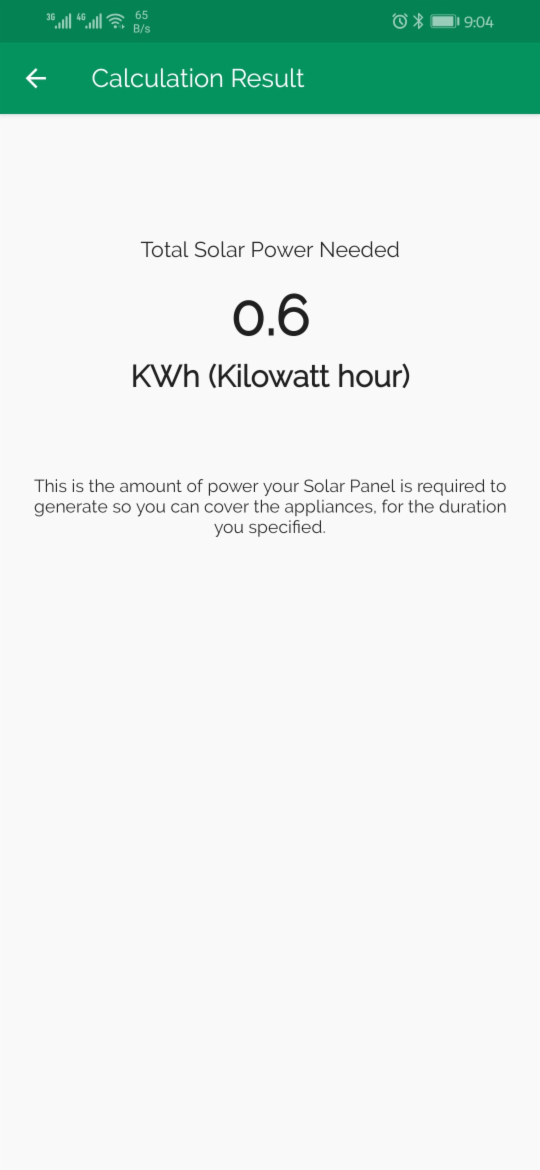 3G 4G 65 B/s 9:04
Calculation Result
Total Solar Power Needed
0.6
KWh (Kilowatt hour)
This is the amount of power your Solar Panel is required to
generate so you can cover the appliances, for the duration
you specified.